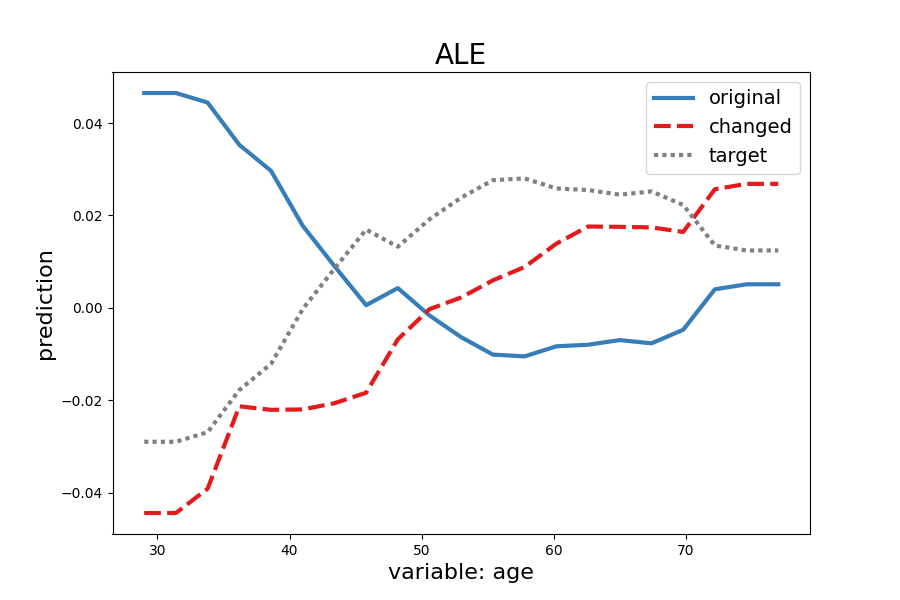 ALE
original
changed
target
prediction
0.04
0.02
0.00
−0.02
−0.04
30 40 50 60 70
variable: age